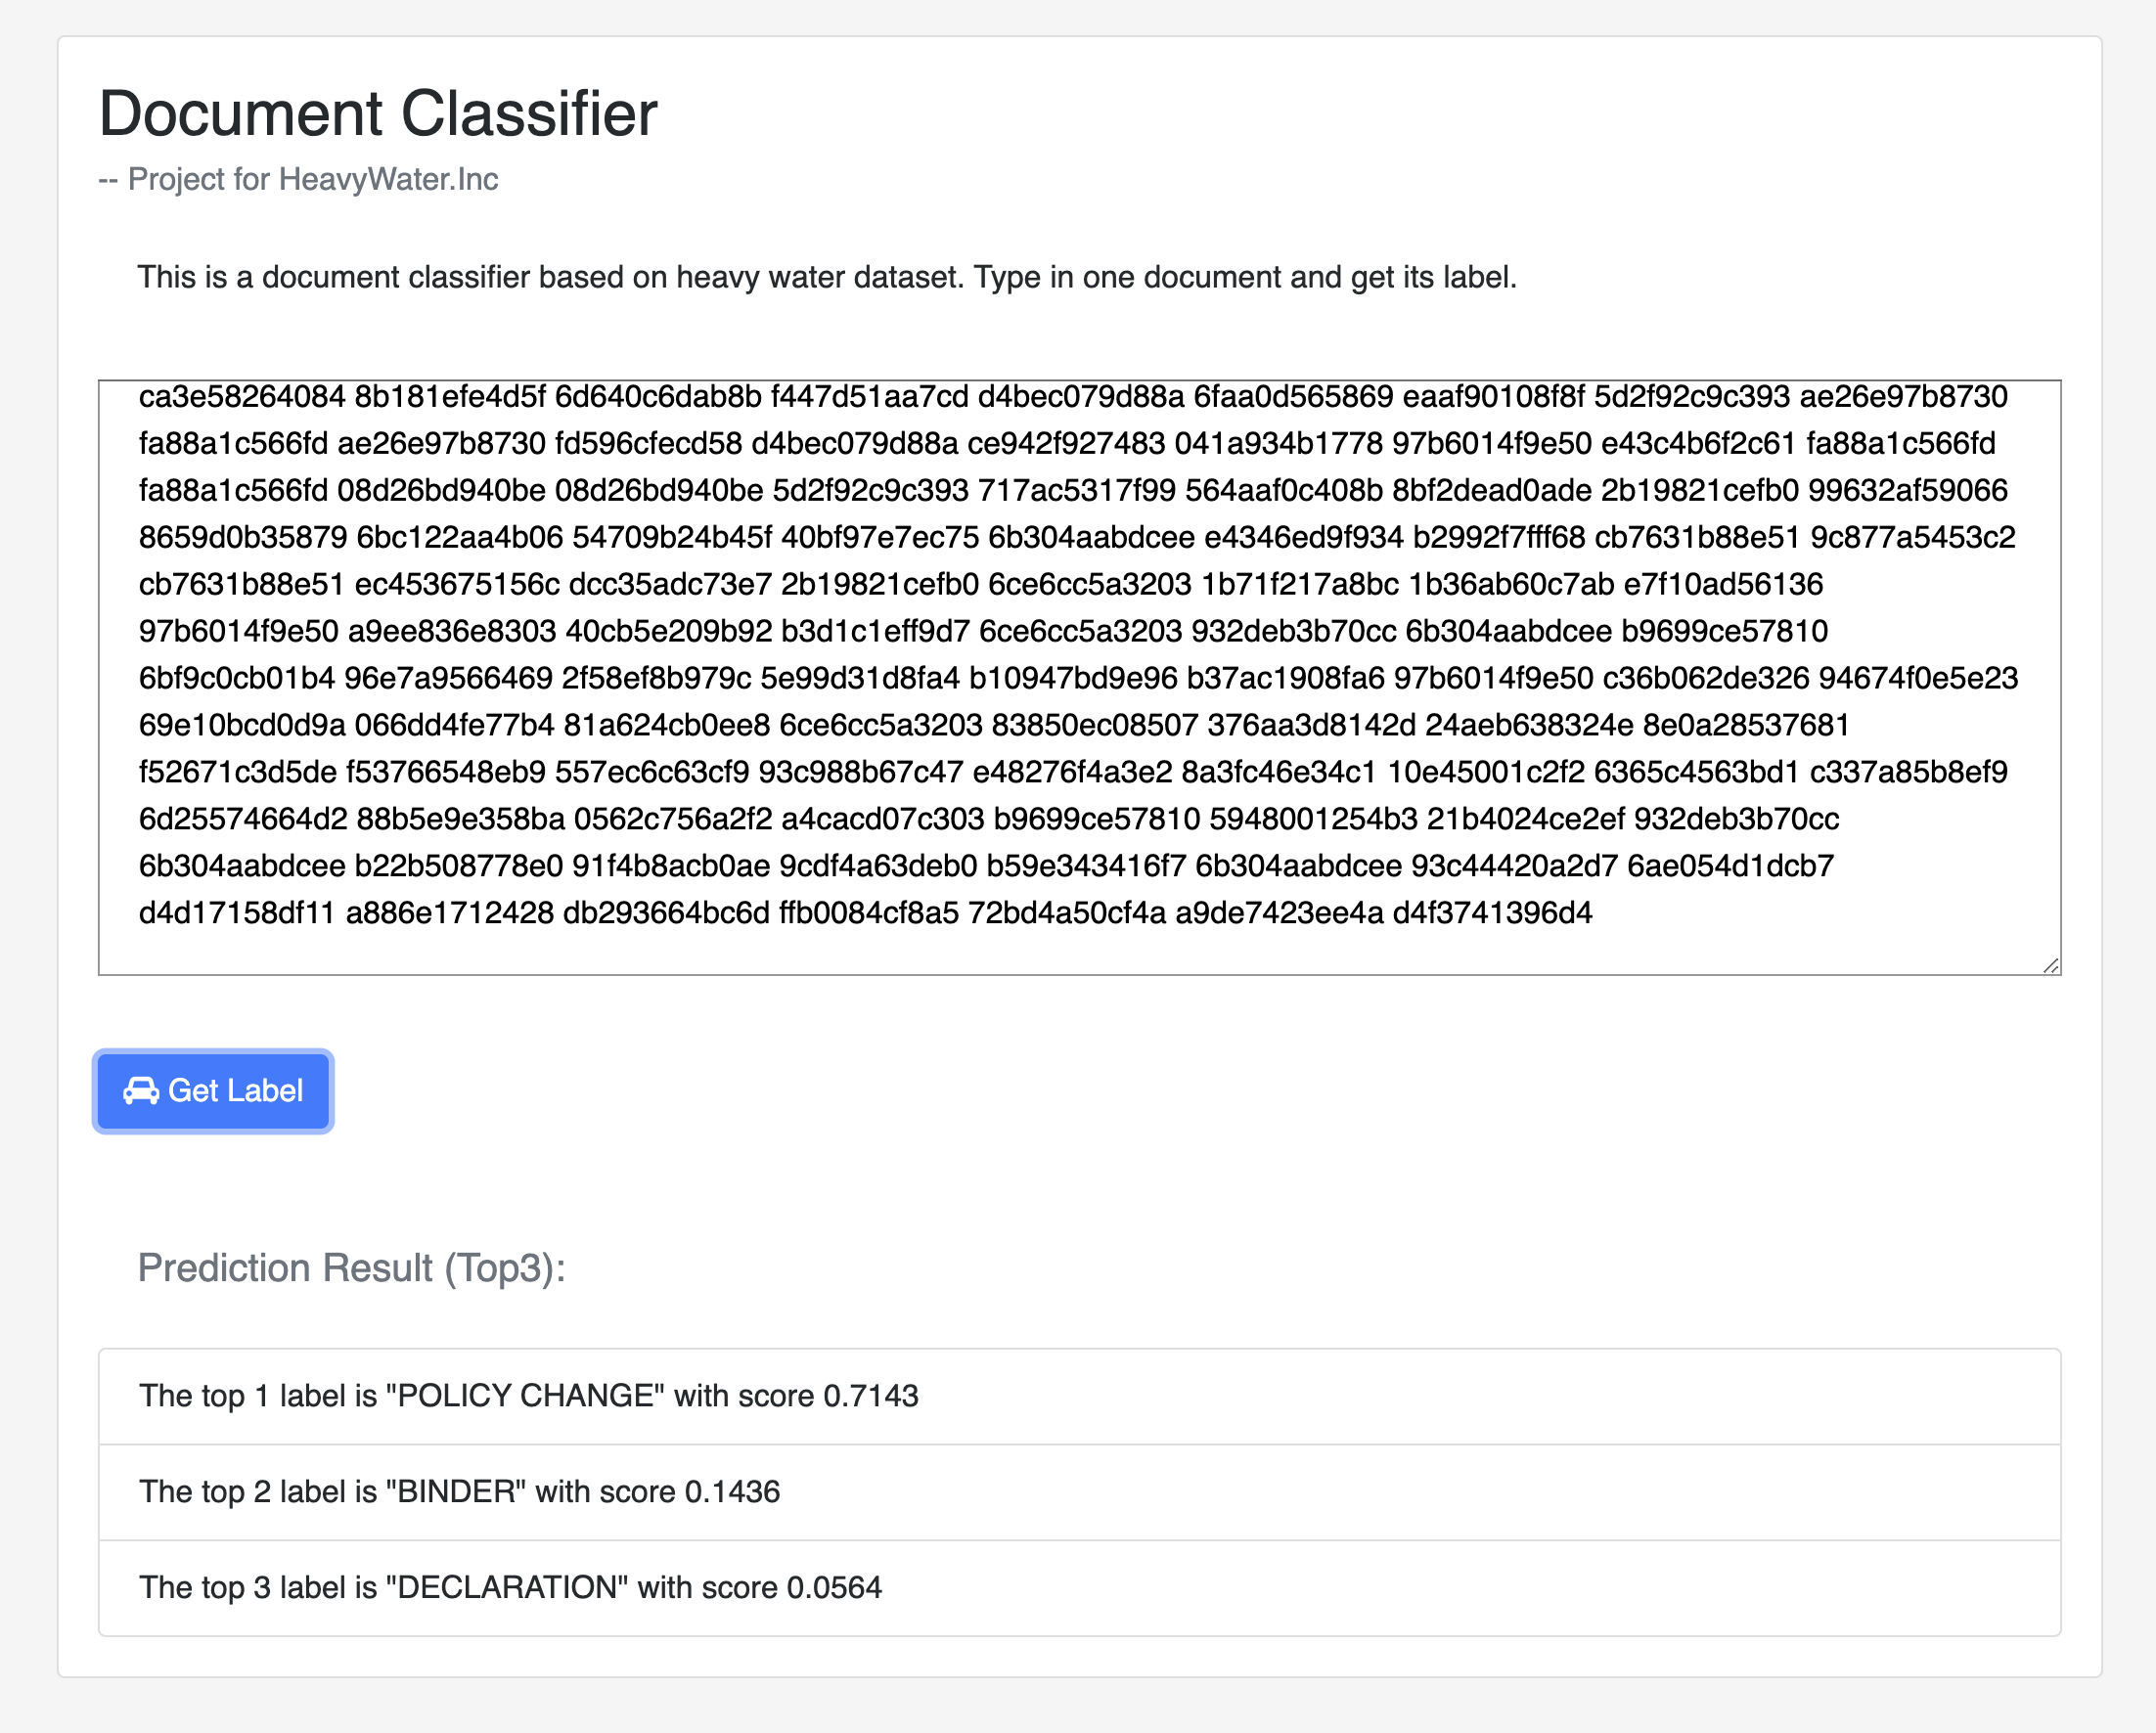 Document Classifier
-- Project for HeavyWater.Inc
This is a document classifier based on heavy water dataset. Type in one document and get its label.
ca3e58264084 8b181efe4d5f 6d640c6dab8b f447d51aa7cd d4bec079d88a 6faa0d565869 eaaf90108f8f 5d2f92c9c393 ae26e97b8730
fa88a1c566fd ae26e97b8730 fd596cfecd58 d4bec079d88a ce942f927483 041a934b1778 97b6014f9e50 e43c4b6f2c61 fa88a1c566fd
fa88a1c566fd 08d26bd940be 08d26bd940be 5d2f92c9c393 717ac5317f99 564aaf0c408b 8bf2dead0ade 2b19821cefb0 99632af59066
8659d0b35879 6bc122aa4b06 54709b24b45f 40bf97e7ec75 6b304aabdcee e4346ed9f934 b2992f7fff68 cb7631b88e51 9c877a5453c2
cb7631b88e51 ec453675156c dcc35adc73e7 2b19821cefb0 6ce6cc5a3203 1b71f217a8bc 1b36ab60c7ab e7f10ad56136
97b6014f9e50 a9ee836e8303 40cb5e209b92 b3d1c1eff9d7 6ce6cc5a3203 932deb3b70cc 6b304aabdcee b9699ce57810
6bf9c0cb01b4 96e7a9566469 2f58ef8b979c 5e99d31d8fa4 b10947bd9e96 b37ac1908fa6 97b6014f9e50 c36b062de326 94674f0e5e23
69e10bcd0d9a 066dd4fe77b4 81a624cb0ee8 6ce6cc5a3203 83850ec08507 376aa3d8142d 24aeb638324e 8e0a28537681
f52671c3d5de f53766548eb9 557ec6c63cf9 93c988b67c47 e48276f4a3e2 8a3fc46e34c1 10e45001c2f2 6365c4563bd1 c337a85b8ef9
6d25574664d2 88b5e9e358ba 0562c756a2f2 a4cacd07c303 b9699ce57810 5948001254b3 21b4024ce2ef 932deb3b70cc
6b304aabdcee b22b508778e0 91f4b8acb0ae 9cdf4a63deb0 b59e343416f7 6b304aabdcee 93c44420a2d7 6ae054d1dcb7
d4d17158df11 a886e1712428 db293664bc6d ffb0084cf8a5 72bd4a50cf4a a9de7423ee4a d4f3741396d4
Get Label
Prediction Result (Top3):
The top 1 label is "POLICY CHANGE" with score 0.7143
The top 2 label is "BINDER" with score 0.1436
The top 3 label is "DECLARATION" with score 0.0564